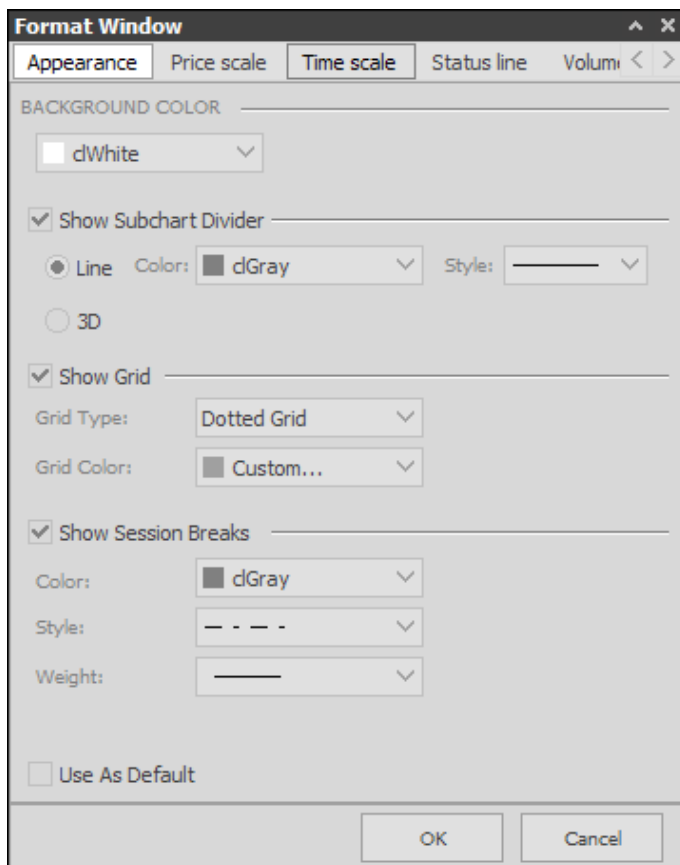 Format Window
Appearance Price scale Time scale Status line Volum
BACKGROUND COLOR
clWhite
Show Subchart Divider
Line Color: clGray Style:
3D
Show Grid
Grid Type: Dotted Grid
Grid Color: Custom...
Show Session Breaks
Color: clGray
Style:
Weight:
Use As Default
OK Cancel